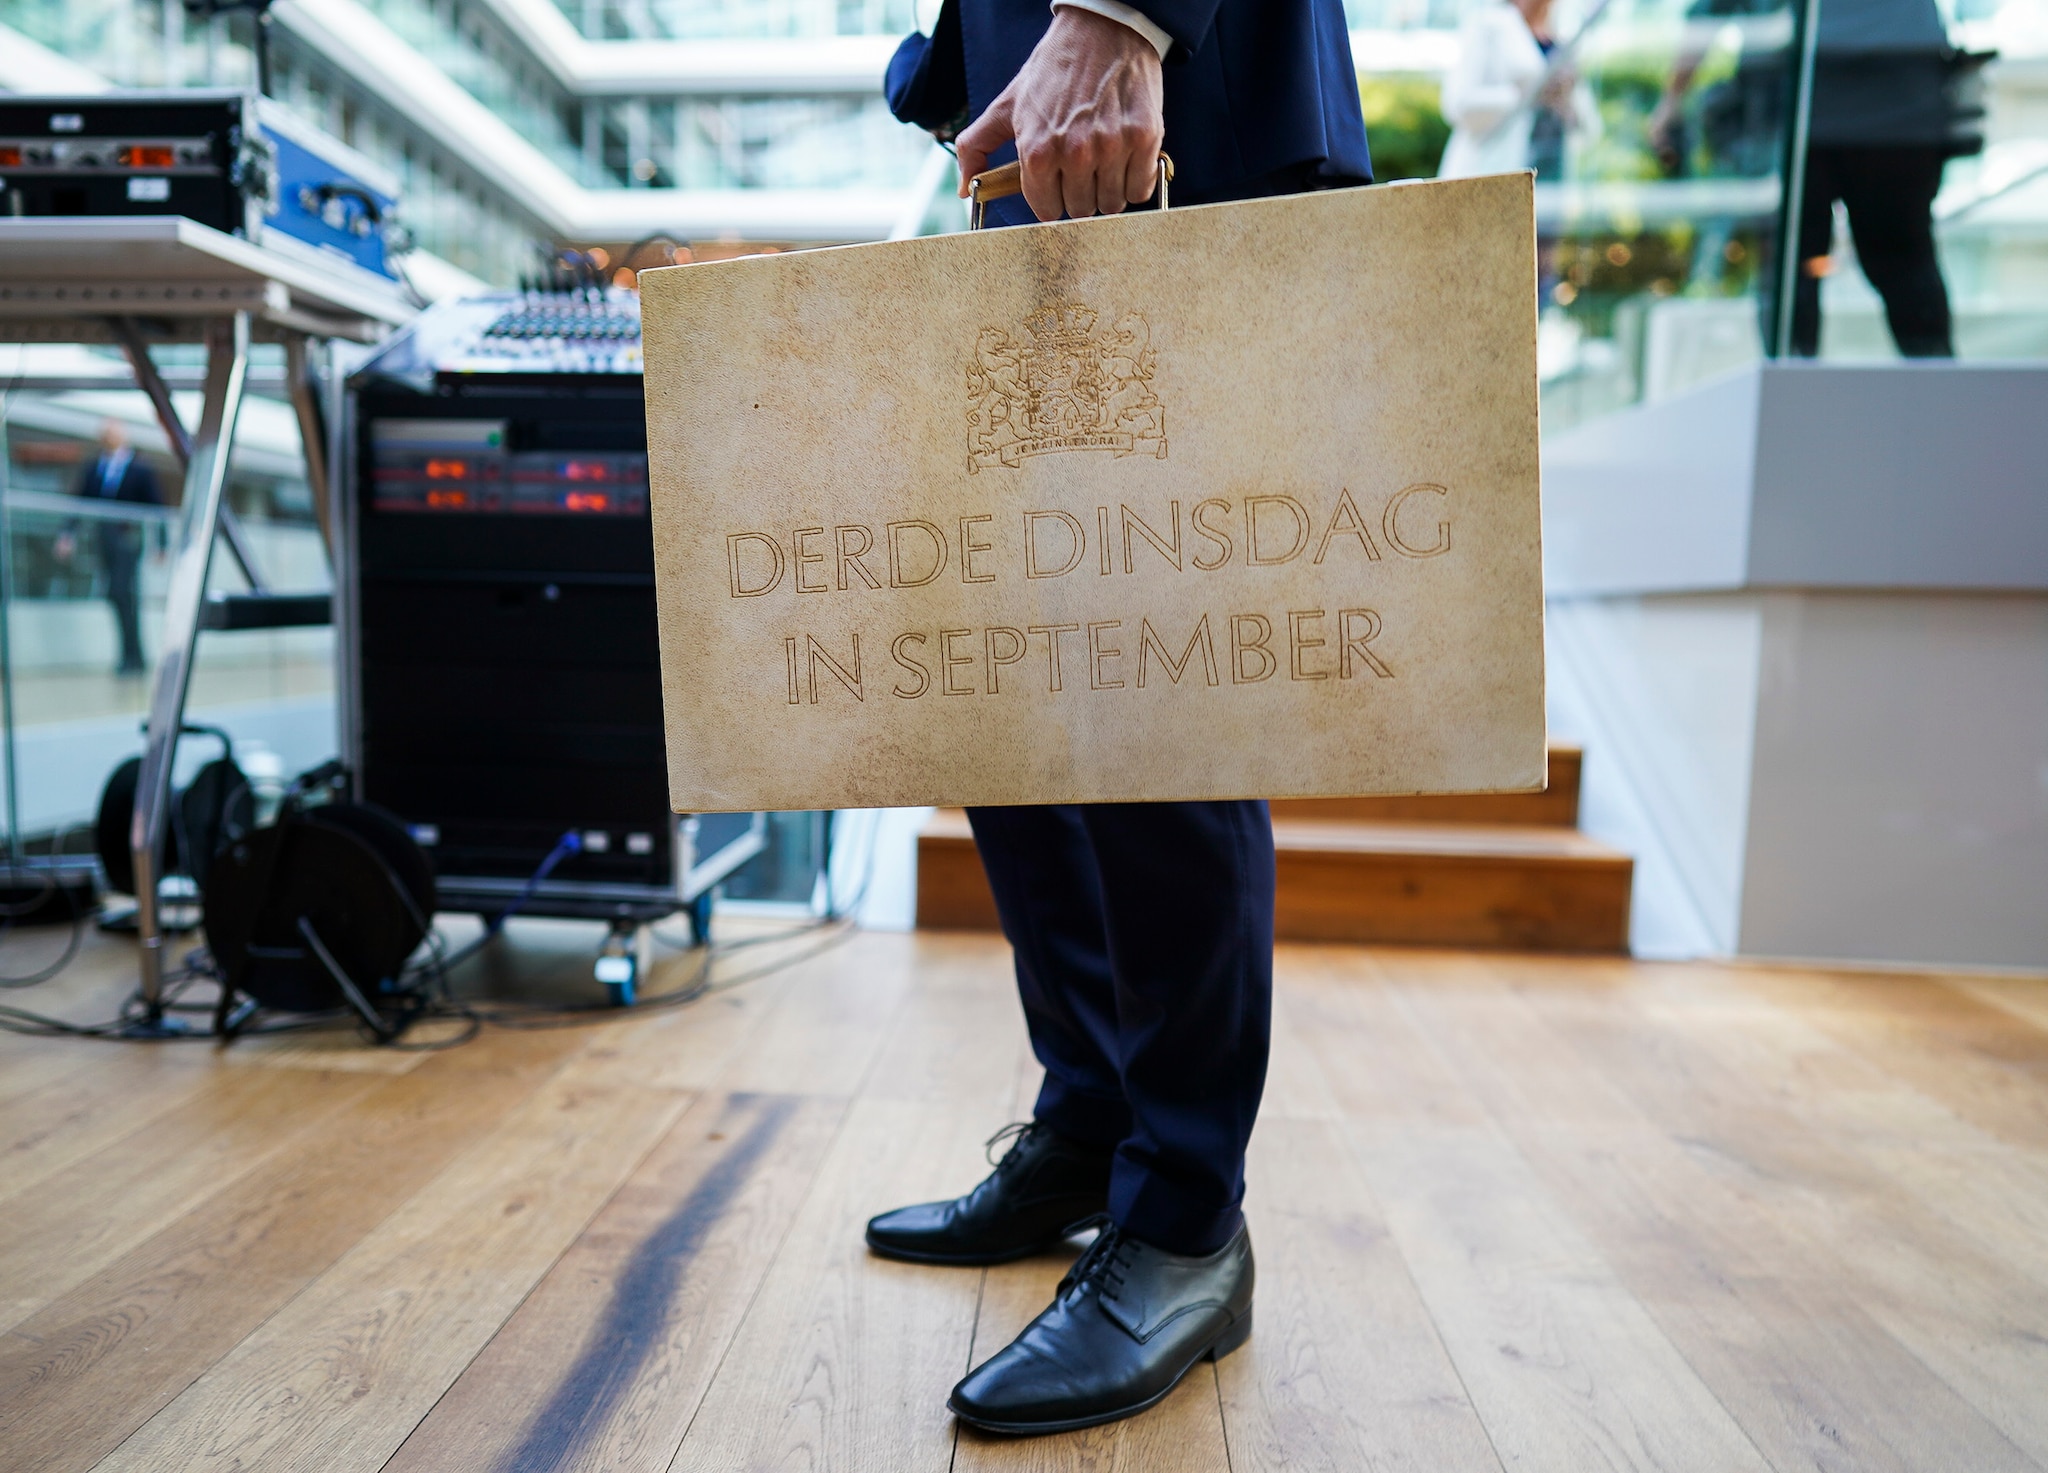 JE MAINTIENDRAI
DERDE DINSDAG
IN SEPTEMBER